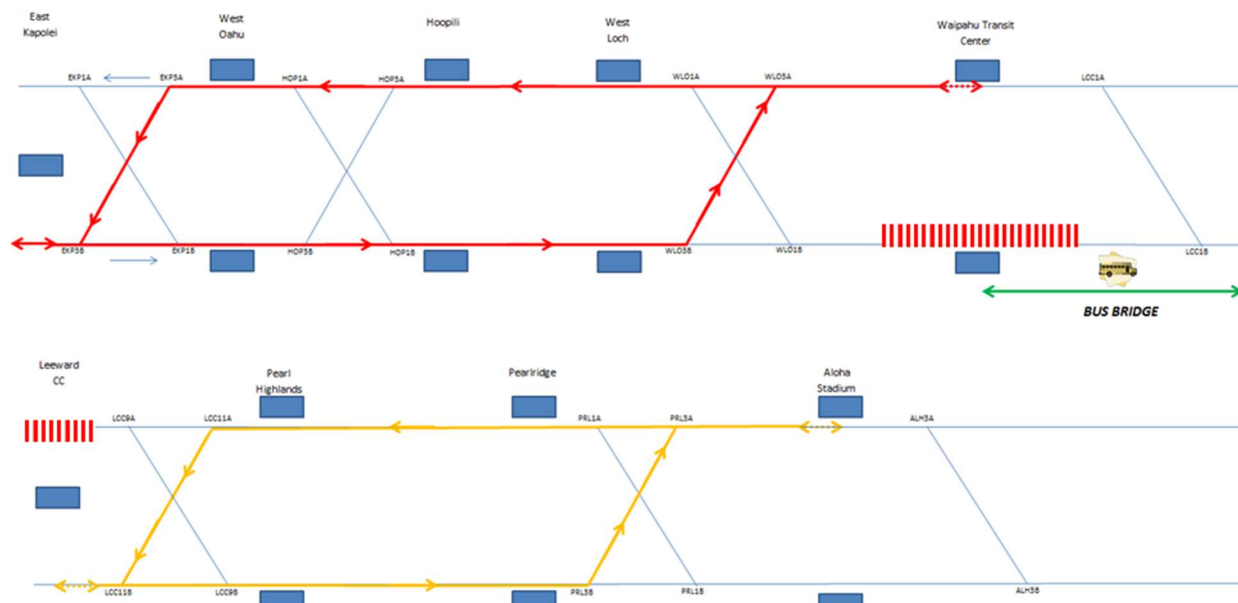 East
Kapolei
West
Oahu
Hoopili
West
Loch
Waipahu Transit
Center
EKP1A
EKP3A
HOP1A
HOP3A
WLO1A
WLO3A
LCC1A
EKP3B
EKP1B
HOP3B
HOP1B
WLO3B
WLO1B
LCC1B
BUS BRIDGE
Leeward
CC
Pearl
Highlands
Pearlridge
Aloha
Stadium
LCC9A
LCC11A
PRL1A
PRL3A
ALH3A
LCC11B
LCC9B
PRL3B
PRL1B
ALH3B